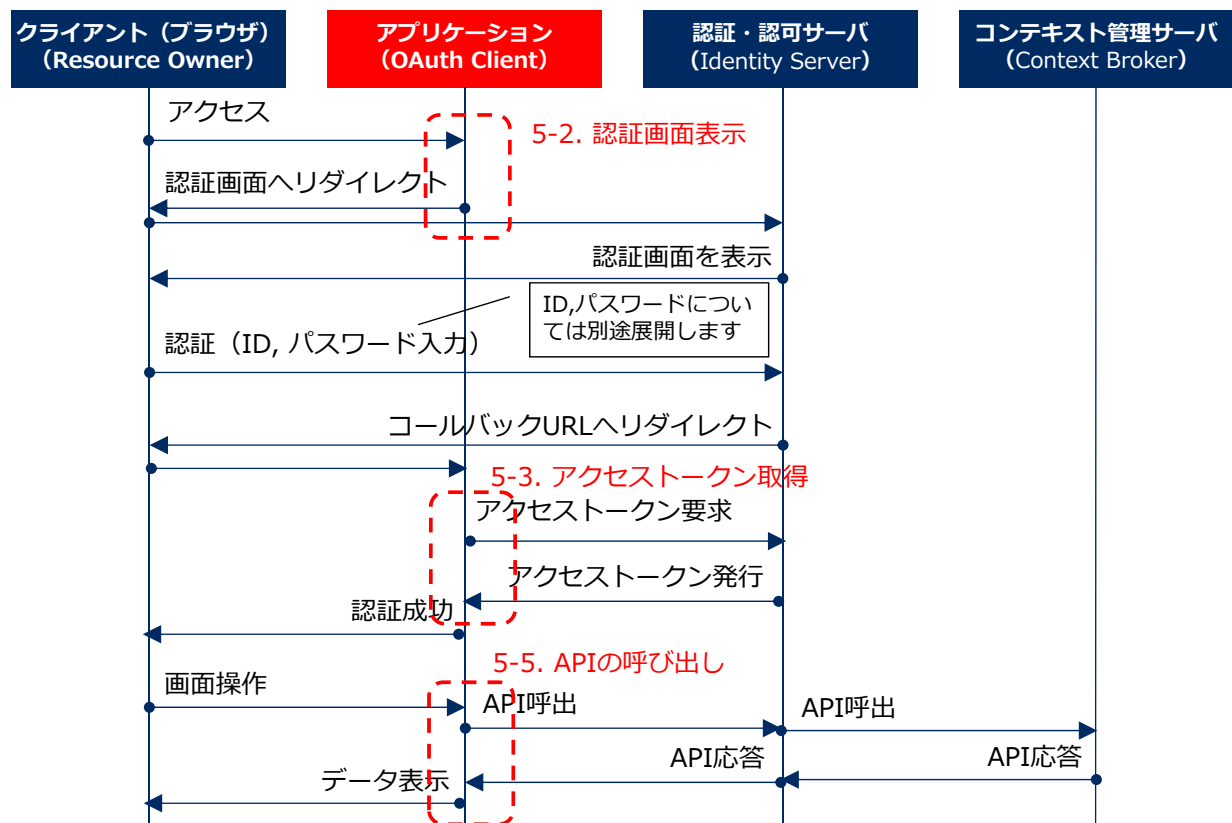 クライアント（ブラウザ）
（Resource Owner）
アプリケーション
（OAuth Client）
認証・認可サーバ
（Identity Server）
コンテキスト管理サーバ
（Context Broker）
アクセス
5-2. 認証画面表示
認証画面へリダイレクト
認証画面を表示
ID,パスワードについ
ては別途展開します
認証（ID, パスワード入力）
コールバックURLへリダイレクト
5-3. アクセストークン取得
アクセストークン要求
アクセストークン発行
認証成功
5-5. APIの呼び出し
画面操作
API呼出
API呼出
API応答
API応答
データ表示